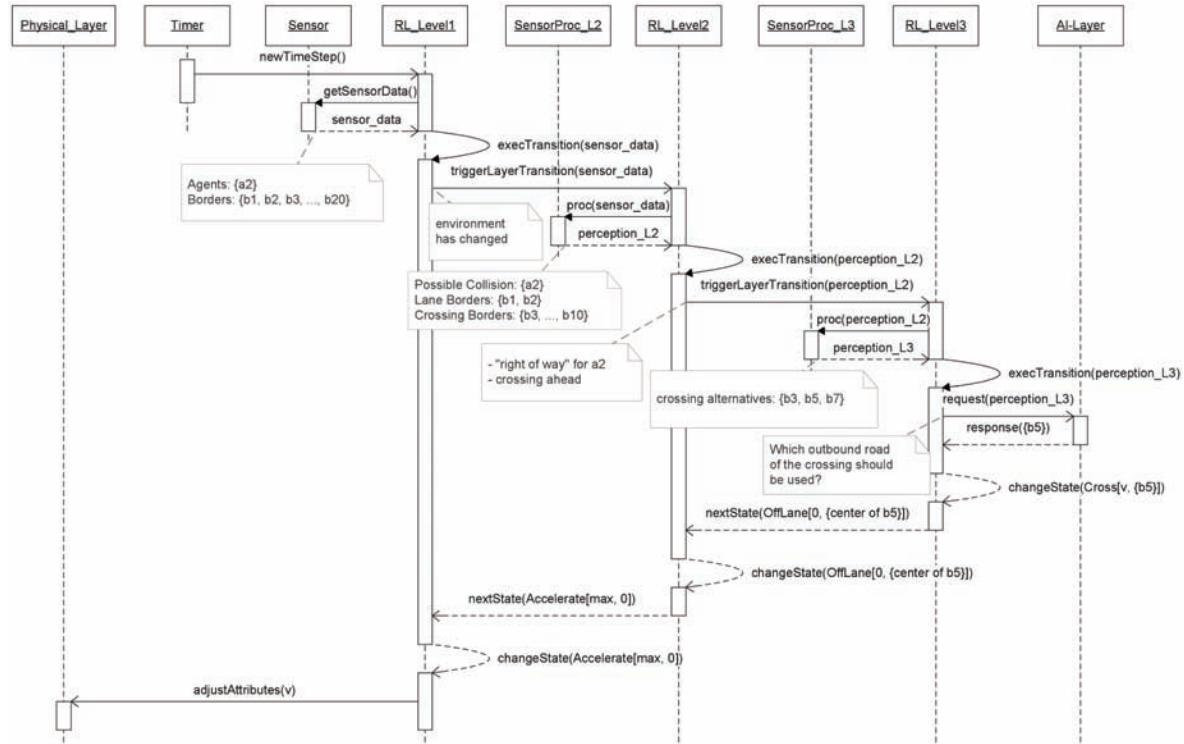 Physical_Layer
Timer
Sensor
RL_Level1
SensorProc_L2
RL_Level2
SensorProc_L3
RL_Level3
AI-Layer
newTimeStep()
getSensorData()
sensor_data
execTransition(sensor_data)
Agents: {a2}
Borders: {b1, b2, b3, ..., b20}
triggerLayerTransition(sensor_data)
environment
has changed
proc(sensor_data)
perception_L2
execTransition(perception_L2)
Possible Collision: {a2}
Lane Borders: {b1, b2}
Crossing Borders: {b3, ..., b10}
triggerLayerTransition(perception_L2)
proc(perception_L2)
perception_L3
- "right of way" for a2
- crossing ahead
execTransition(perception_L3)
crossing alternatives: {b3, b5, b7}
request(perception_L3)
response({b5})
Which outbound road
of the crossing should
be used?
changeState(Cross[v, {b5}])
nextState(OffLane[0, {center of b5}])
changeState(OffLane[0, {center of b5}])
nextState(Accelerate[max, 0])
changeState(Accelerate[max, 0])
adjustAttributes(v)